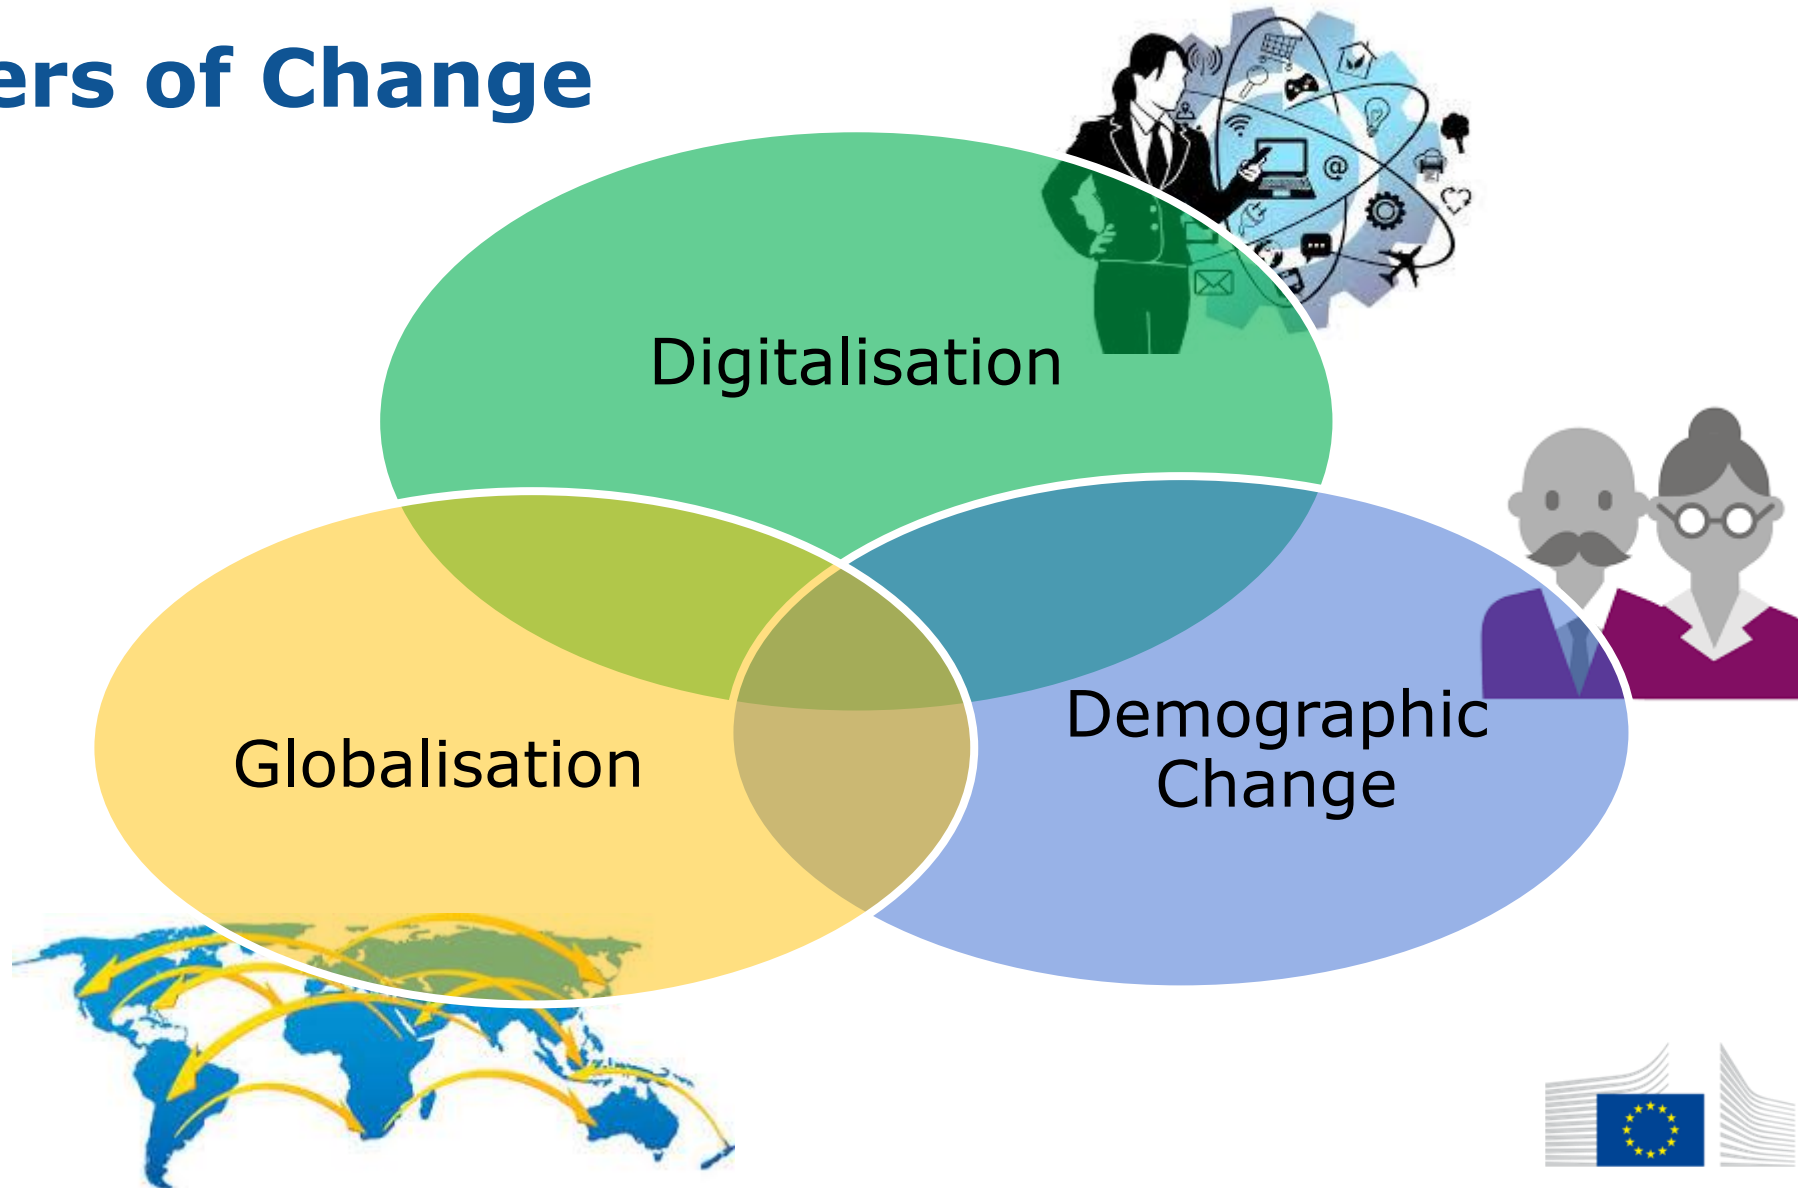 ers of Change
Digitalisation
Globalisation
Demographic
Change